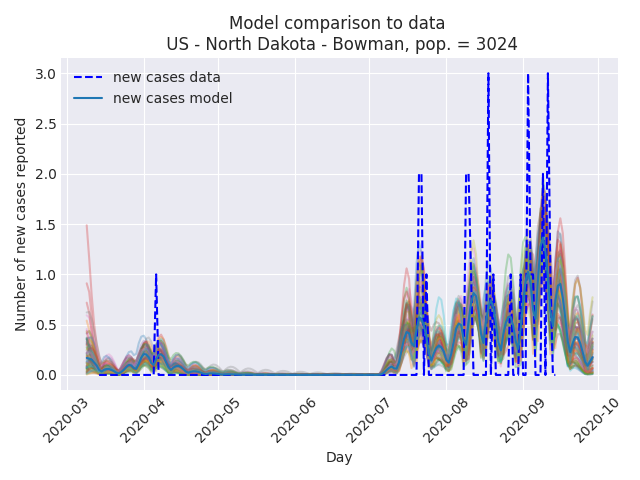 Model comparison to data
US - North Dakota - Bowman, pop. = 3024
new cases data
new cases model
Number of new cases reported
3.0
2.5
2.0
1.5
1.0
0.5
0.0
2020-03
2020-04
2020-05
2020-06
2020-07
2020-08
2020-09
2020-10
Day